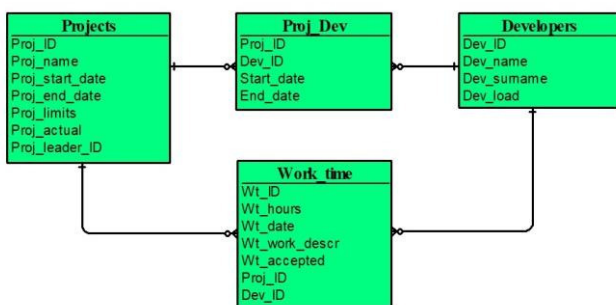 Projects
Proj_ID
Proj_name
Proj_start_date
Proj_end_date
Proj_limits
Proj_actual
Proj_leader_ID
Proj_Dev
Proj_ID
Dev_ID
Start_date
End_date
Developers
Dev_ID
Dev_name
Dev_surname
Dev_load
Work_time
Wt_ID
Wt_hours
Wt_date
Wt_work_descr
Wt_accepted
Proj_ID
Dev_ID